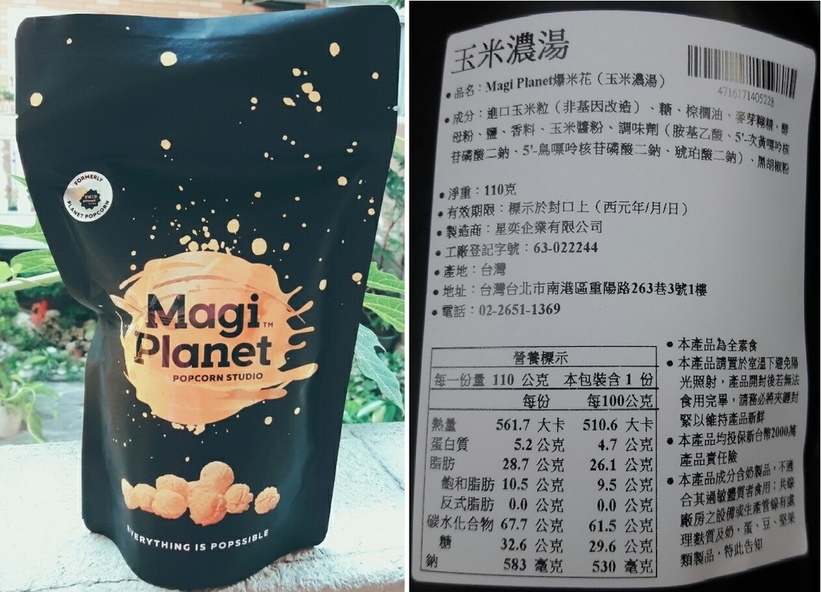 FORMERLY
PLANET POPCORN
Magi
Planet™
POPCORN STUDIO
EVERYTHING IS POPSSIBLE
玉米濃湯
4716171405228
●品名：Magi Planet爆米花（玉米濃湯）
●成分：進口玉米粒（非基因改造）、糖、棕櫚油、麥芽糊精、酵
母粉、鹽、香料、玉米醬粉、調味劑（胺基乙酸、5'-次黃嘌呤核
苷磷酸二鈉、5'-鳥嘌呤核苷磷酸二鈉、琥珀酸二鈉）、黑胡椒粉
●淨重：110克
●有效期限：標示於封口上（西元年/月/日）
●製造商：星奕企業有限公司
●工廠登記字號：63-022244
●產地：台灣
●地址：台灣台北市南港區重陽路263巷3號1樓
●電話：02-2651-1369
營養標示
每一份量 110 公克 本包裝含 1 份
每份 每100公克
熱量 561.7 大卡 510.6 大卡
蛋白質 5.2 公克 4.7 公克
脂肪 28.7 公克 26.1 公克
飽和脂肪 10.5 公克 9.5 公克
反式脂肪 0.0 公克 0.0 公克
碳水化合物 67.7 公克 61.5 公克
糖 32.6 公克 29.6 公克
鈉 583 毫克 530 毫克
●本產品為全素食
●本產品請置於室溫下避免陽
光照射，產品開封後若無法
食用完畢，請務必將夾鏈封
緊以維持產品新鮮
●本產品均投保新台幣2000萬
產品責任險
●本產品成分含奶製品，不適
合其過敏體質者食用；共線
廠房之設備或生產管線有處
理麩質及奶，蛋、豆、堅果
類製品，特此告知